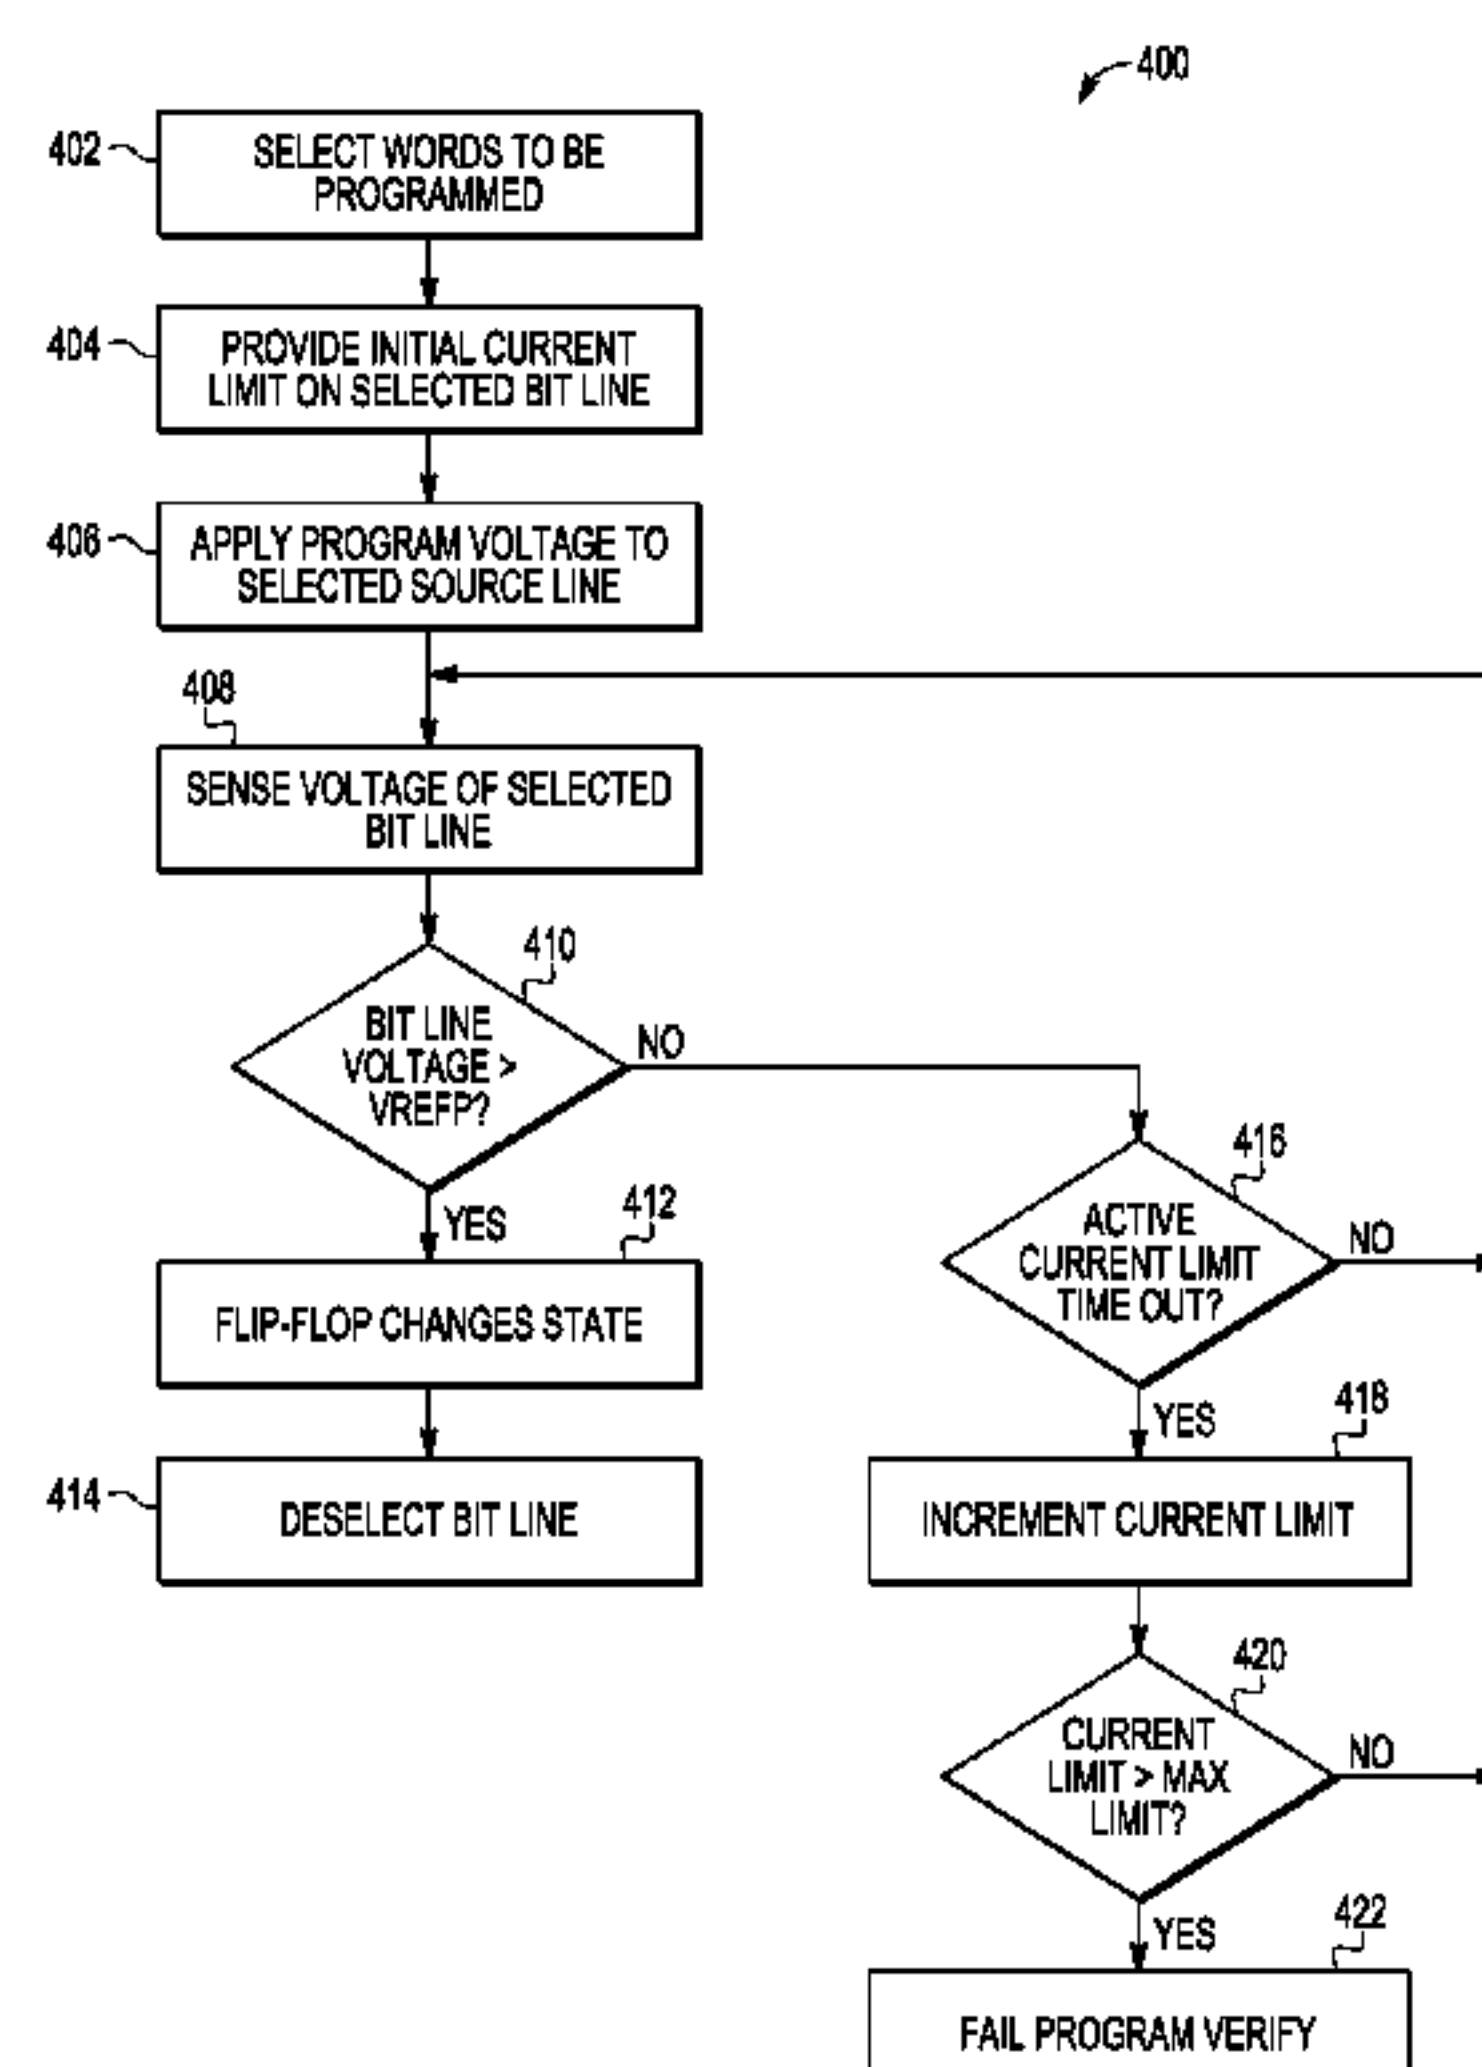 400
402
SELECT WORDS TO BE
PROGRAMMED
404
PROVIDE INITIAL CURRENT
LIMIT ON SELECTED BIT LINE
406
APPLY PROGRAM VOLTAGE TO
SELECTED SOURCE LINE
408
SENSE VOLTAGE OF SELECTED
BIT LINE
410
BIT LINE
VOLTAGE >
VREFP?
NO
YES
412
FLIP-FLOP CHANGES STATE
414
DESELECT BIT LINE
416
ACTIVE
CURRENT LIMIT
TIME OUT?
NO
YES
418
INCREMENT CURRENT LIMIT
420
CURRENT
LIMIT > MAX
LIMIT?
NO
YES
422
FAIL PROGRAM VERIFY